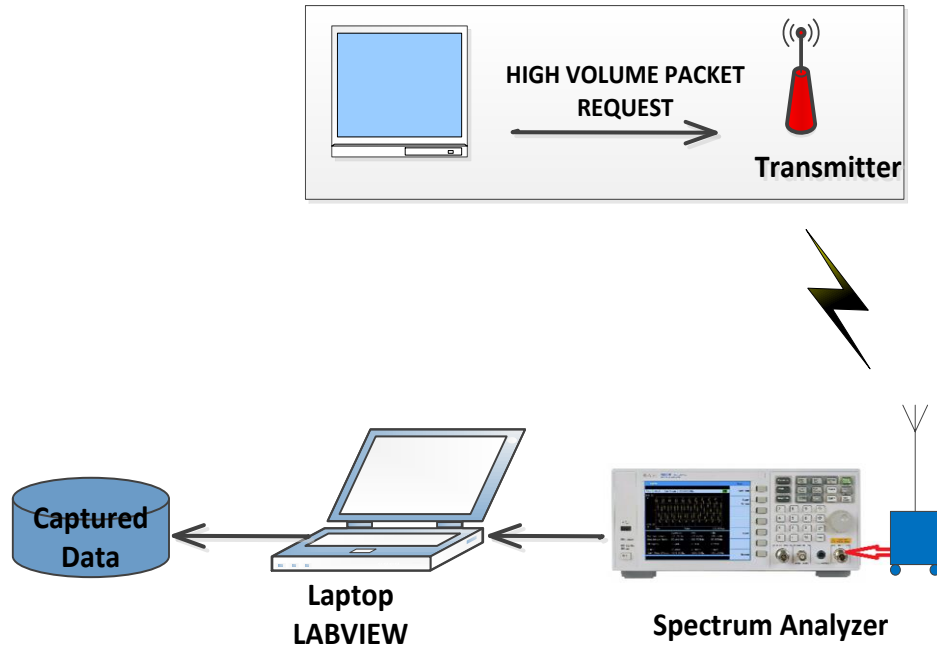 HIGH VOLUME PACKET
REQUEST
Transmitter
Captured
Data
Laptop
LABVIEW
Spectrum Analyzer